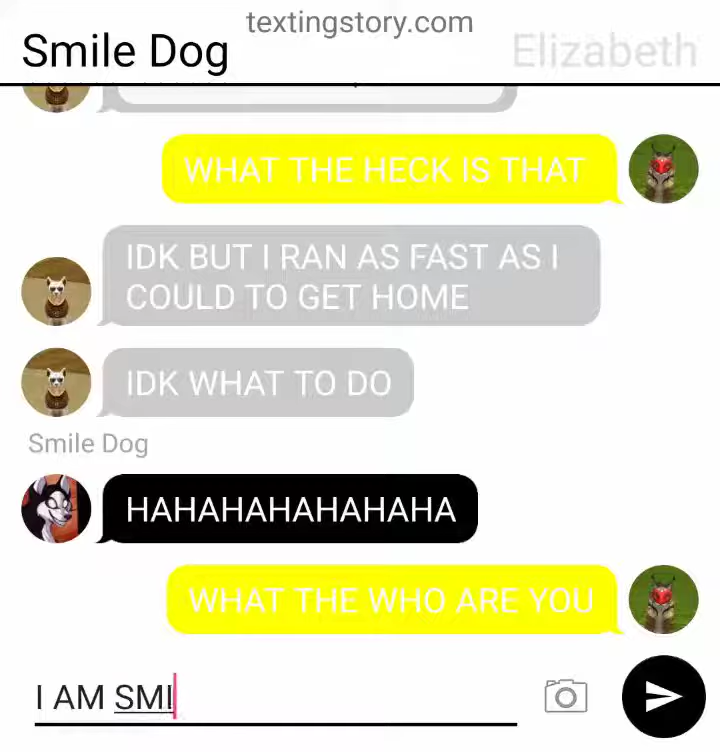 textingstory.com
Smile Dog
Elizabeth
WHAT THE HECK IS THAT
IDK BUT I RAN AS FAST AS I
COULD TO GET HOME
IDK WHAT TO DO
Smile Dog
HAHAHAHAHAHAHA
WHAT THE WHO ARE YOU
I AM SMI